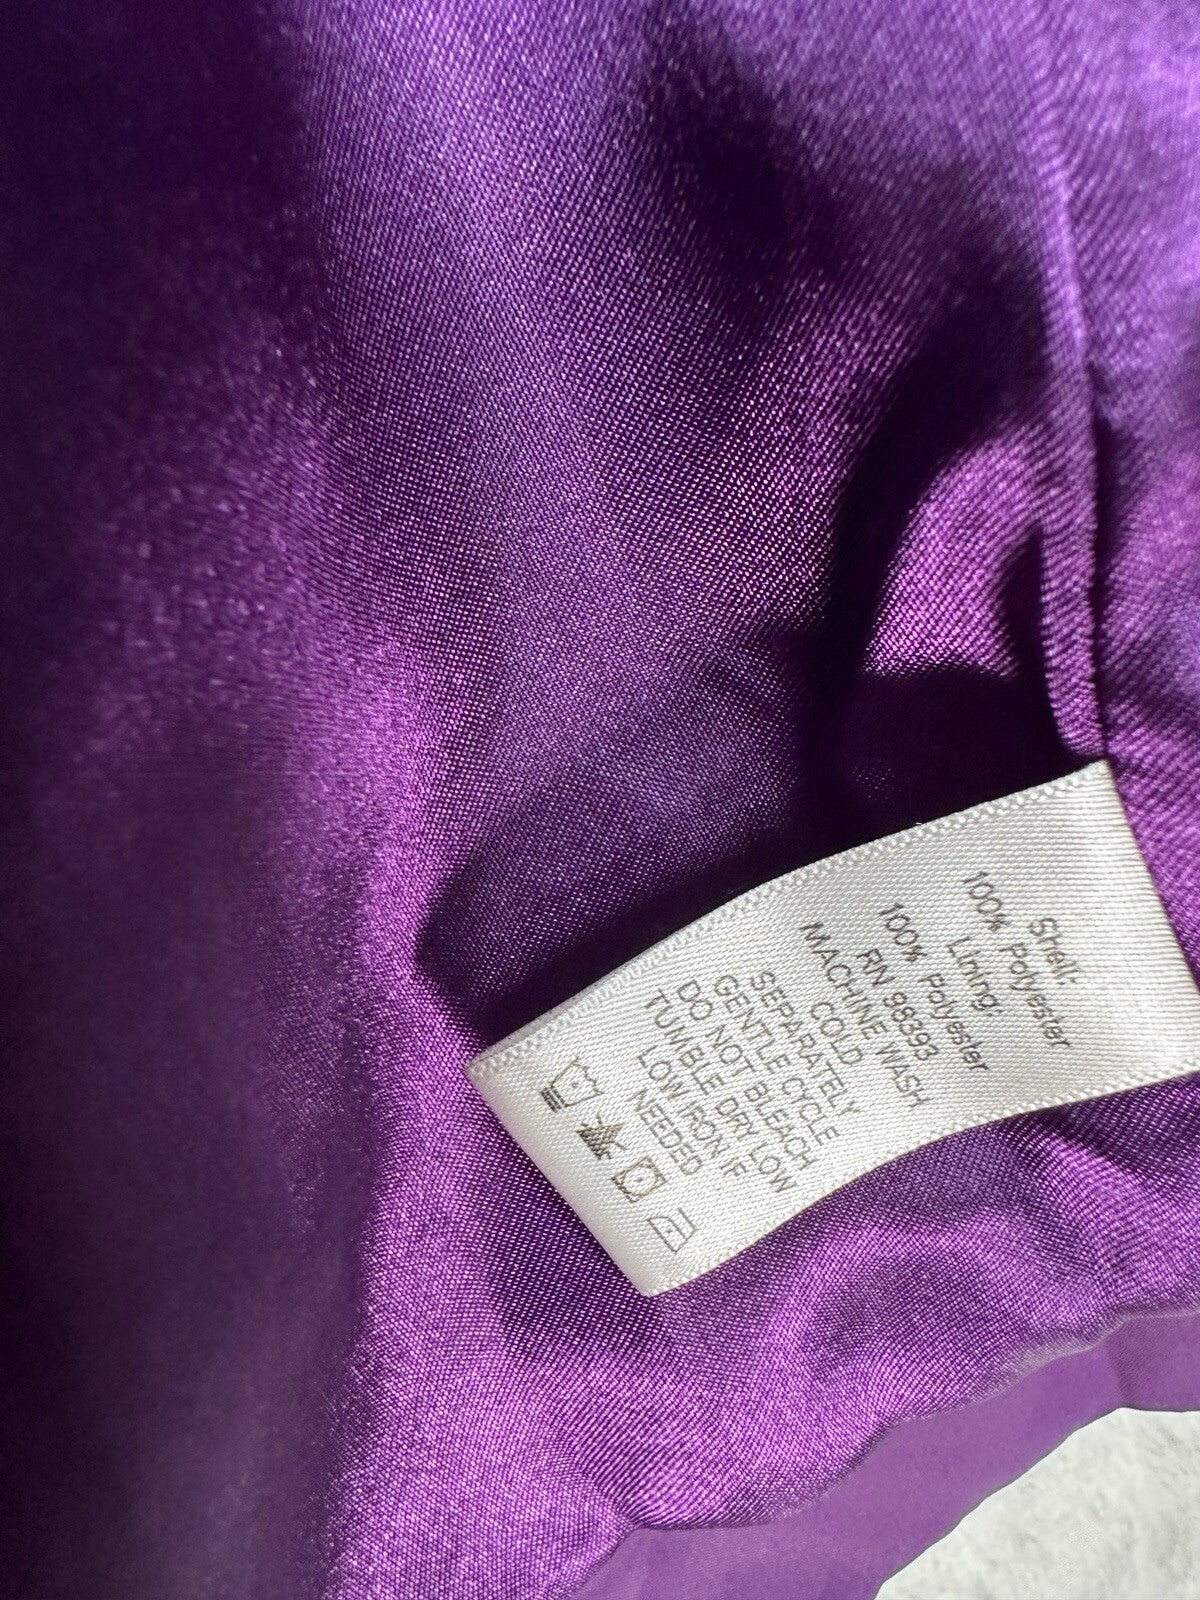 Shell:
100% Polyester
Lining:
100% Polyester
RN 98393
MACHINE WASH
COLD
SEPARATELY
GENTLE CYCLE
DO NOT BLEACH
TUMBLE DRY LOW
LOW IRON IF
NEEDED